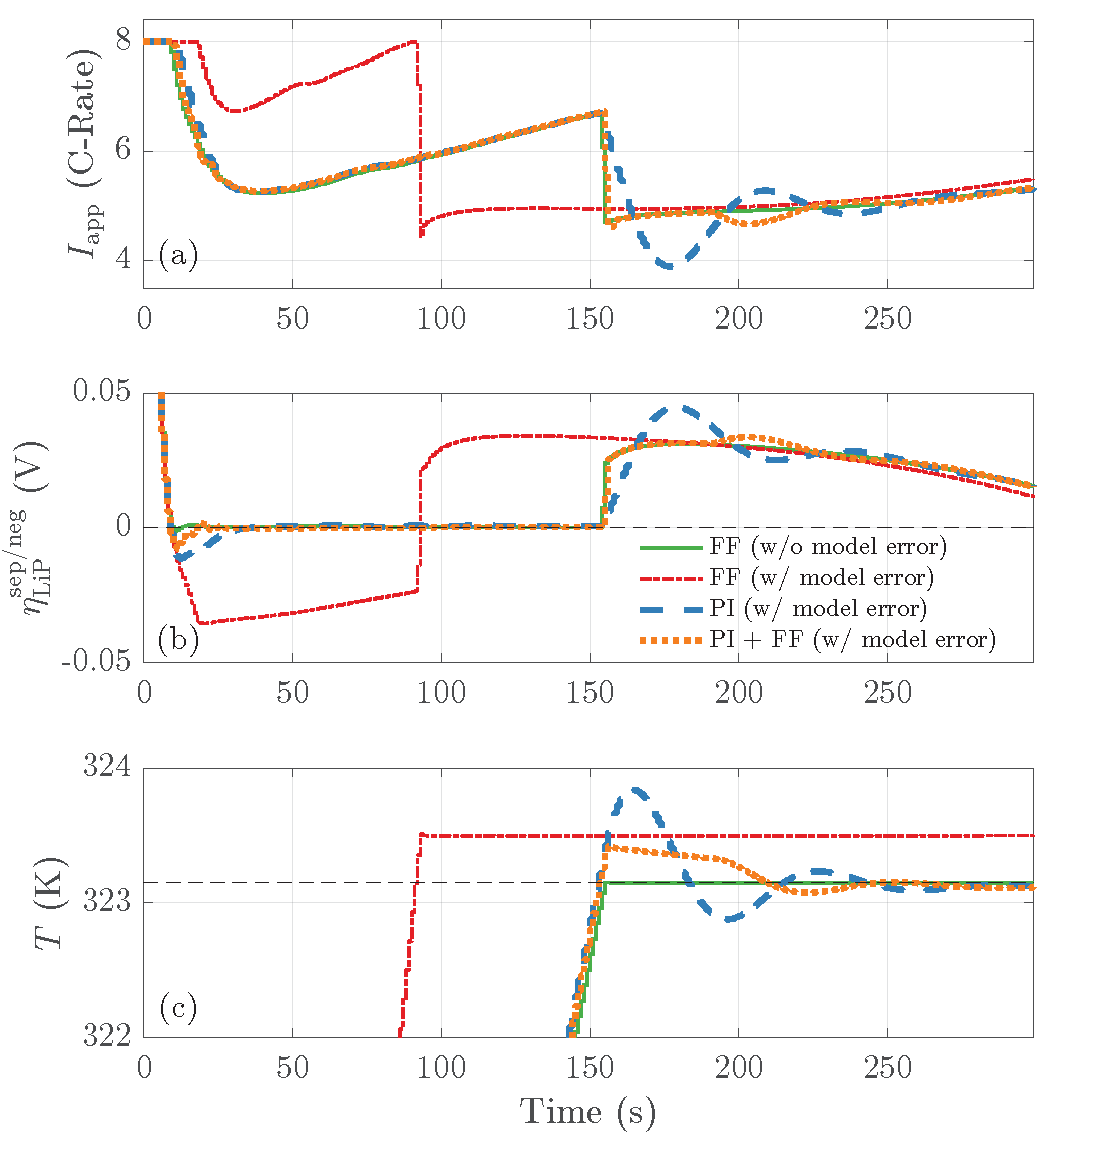 8
6
4
I_app (C-Rate)
(a)
0 50 100 150 200 250
0.05
0
-0.05
η_LiP^sep/neg (V)
FF (w/o model error)
FF (w/ model error)
PI (w/ model error)
PI + FF (w/ model error)
(b)
0 50 100 150 200 250
324
323
322
T (K)
(c)
0 50 100 150 200 250
Time (s)